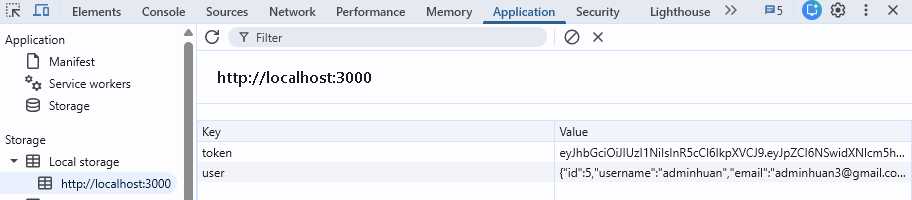 Elements Console Sources Network Performance Memory Application Security Lighthouse 5
Application
Manifest
Service workers
Storage
Storage
Local storage
http://localhost:3000
Filter
http://localhost:3000
Key Value
token eyJhbGciOiJIUzI1NiIsInR5cCI6IkpXVCJ9.eyJpZCI6NSwidXNlcm5h...
user {"id":5,"username":"adminhuan","email":"adminhuan3@gmail.co...